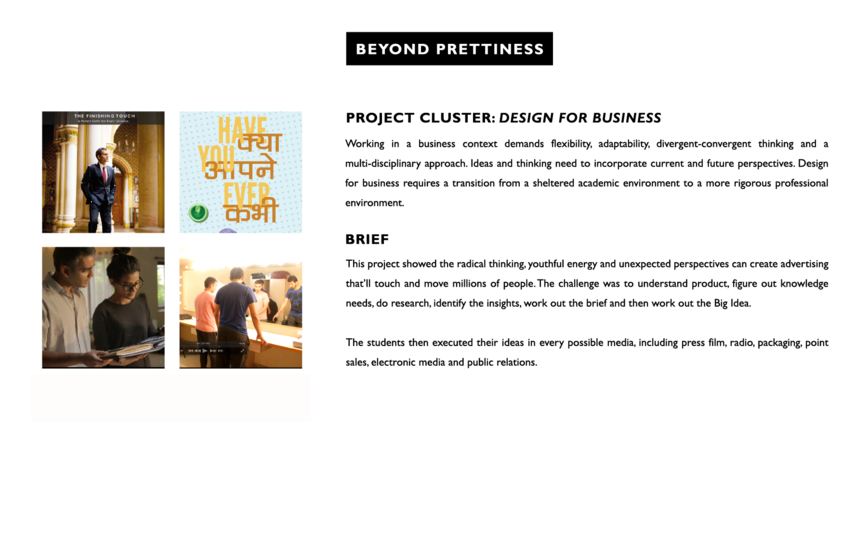 BEYOND PRETTINESS
THE FINISHING TOUCH
HAVE
क्या
YOU
आपने
EVER
कभी
PROJECT CLUSTER: DESIGN FOR BUSINESS
Working in a business context demands flexibility, adaptability, divergent-convergent thinking and a
multi-disciplinary approach. Ideas and thinking need to incorporate current and future perspectives. Design
for business requires a transition from a sheltered academic environment to a more rigorous professional
environment.
BRIEF
This project showed the radical thinking, youthful energy and unexpected perspectives can create advertising
that'll touch and move millions of people. The challenge was to understand product, figure out knowledge
needs, do research, identify the insights, work out the brief and then work out the Big Idea.
The students then executed their ideas in every possible media, including press film, radio, packaging, point
sales, electronic media and public relations.